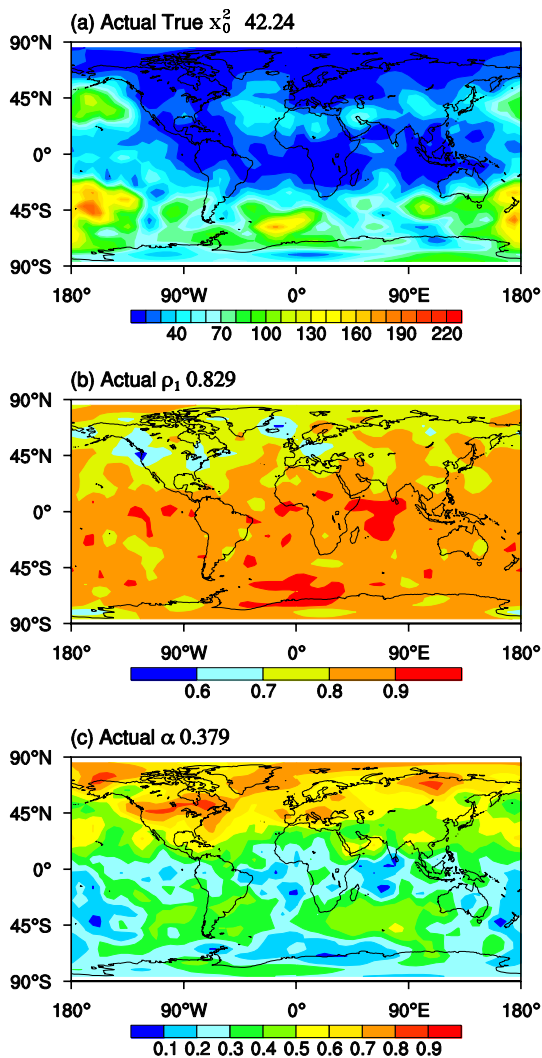 (a) Actual True x₀² 42.24
90°N
45°N
0°
45°S
90°S
180° 90°W 0° 90°E 180°
40 70 100 130 160 190 220
(b) Actual ρ₁ 0.829
90°N
45°N
0°
45°S
90°S
180° 90°W 0° 90°E 180°
0.6 0.7 0.8 0.9
(c) Actual α 0.379
90°N
45°N
0°
45°S
90°S
180° 90°W 0° 90°E 180°
0.1 0.2 0.3 0.4 0.5 0.6 0.7 0.8 0.9